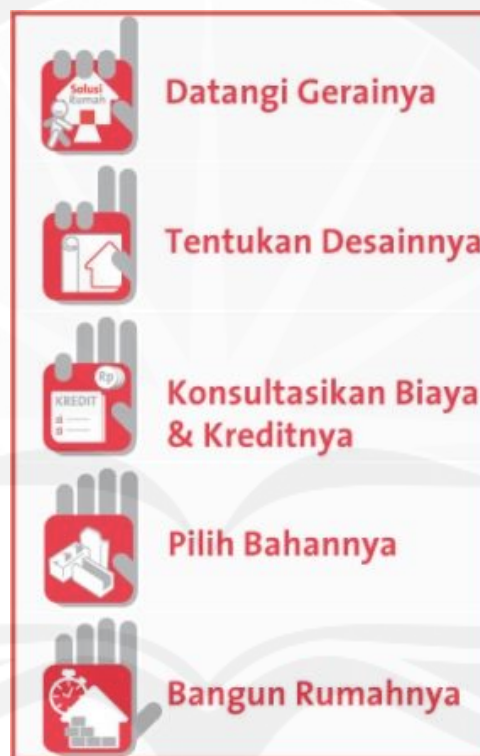 Solusi
Rumah
Datangi Gerainya
Tentukan Desainnya
Rp
KREDIT
Konsultasikan Biaya
& Kreditnya
Pilih Bahannya
Bangun Rumahnya